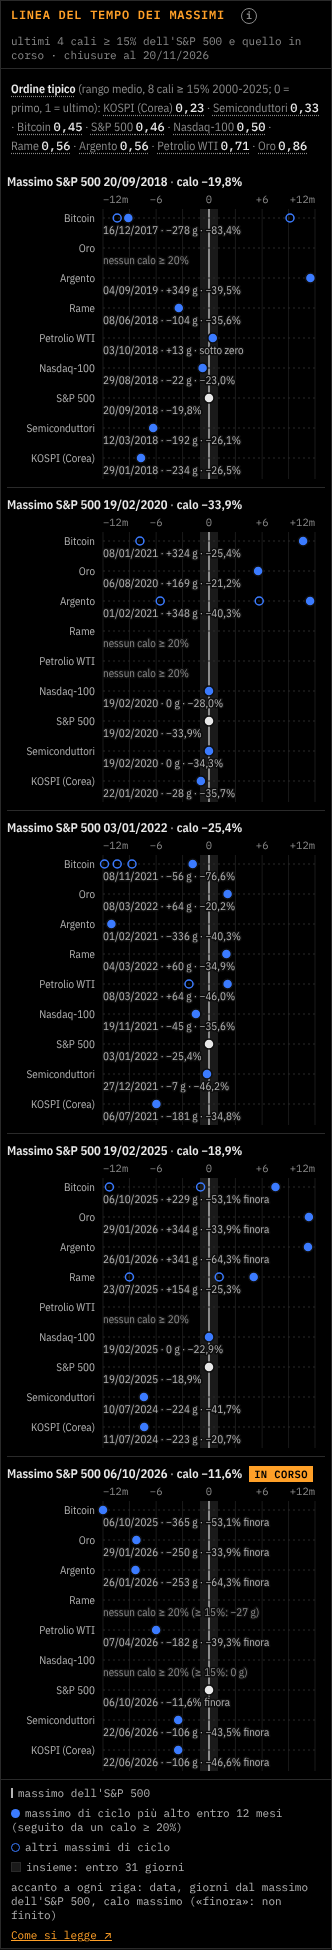 LINEA DEL TEMPO DEI MASSIMI i
ultimi 4 cali ≥ 15% dell'S&P 500 e quello in
corso · chiusure al 20/11/2026
Ordine tipico (rango medio, 8 cali ≥ 15% 2000-2025; 0 =
primo, 1 = ultimo): KOSPI (Corea) 0,23 · Semiconduttori 0,33
· Bitcoin 0,45 · S&P 500 0,46 · Nasdaq-100 0,50 ·
Rame 0,56 · Argento 0,56 · Petrolio WTI 0,71 · Oro 0,86
Massimo S&P 500 20/09/2018 · calo −19,8%
−12m −6 0 +6 +12m
Bitcoin
16/12/2017 · −278 g · −83,4%
Oro
nessun calo ≥ 20%
Argento
04/09/2019 · +349 g · −39,5%
Rame
08/06/2018 · −104 g · −35,6%
Petrolio WTI
03/10/2018 · +13 g · sotto zero
Nasdaq-100
29/08/2018 · −22 g · −23,0%
S&P 500
20/09/2018 · −19,8%
Semiconduttori
12/03/2018 · −192 g · −26,1%
KOSPI (Corea)
29/01/2018 · −234 g · −26,5%
Massimo S&P 500 19/02/2020 · calo −33,9%
−12m −6 0 +6 +12m
Bitcoin
08/01/2021 · +324 g · −25,4%
Oro
06/08/2020 · +169 g · −21,2%
Argento
01/02/2021 · +348 g · −40,3%
Rame
nessun calo ≥ 20%
Petrolio WTI
nessun calo ≥ 20%
Nasdaq-100
19/02/2020 · 0 g · −28,0%
S&P 500
19/02/2020 · −33,9%
Semiconduttori
19/02/2020 · 0 g · −34,3%
KOSPI (Corea)
22/01/2020 · −28 g · −35,7%
Massimo S&P 500 03/01/2022 · calo −25,4%
−12m −6 0 +6 +12m
Bitcoin
08/11/2021 · −56 g · −76,6%
Oro
08/03/2022 · +64 g · −20,2%
Argento
01/02/2021 · −336 g · −40,3%
Rame
04/03/2022 · +60 g · −34,9%
Petrolio WTI
08/03/2022 · +64 g · −46,0%
Nasdaq-100
19/11/2021 · −45 g · −35,6%
S&P 500
03/01/2022 · −25,4%
Semiconduttori
27/12/2021 · −7 g · −46,2%
KOSPI (Corea)
06/07/2021 · −181 g · −34,8%
Massimo S&P 500 19/02/2025 · calo −18,9%
−12m −6 0 +6 +12m
Bitcoin
06/10/2025 · +229 g · −53,1% finora
Oro
29/01/2026 · +344 g · −33,9% finora
Argento
26/01/2026 · +341 g · −64,3% finora
Rame
23/07/2025 · +154 g · −25,3%
Petrolio WTI
nessun calo ≥ 20%
Nasdaq-100
19/02/2025 · 0 g · −22,9%
S&P 500
19/02/2025 · −18,9%
Semiconduttori
10/07/2024 · −224 g · −41,7%
KOSPI (Corea)
11/07/2024 · −223 g · −20,7%
Massimo S&P 500 06/10/2026 · calo −11,6% IN CORSO
−12m −6 0 +6 +12m
Bitcoin
06/10/2025 · −365 g · −53,1% finora
Oro
29/01/2026 · −250 g · −33,9% finora
Argento
26/01/2026 · −253 g · −64,3% finora
Rame
nessun calo ≥ 20% (≥ 15%: −27 g)
Petrolio WTI
07/04/2026 · −182 g · −39,3% finora
Nasdaq-100
nessun calo ≥ 20% (≥ 15%: 0 g)
S&P 500
06/10/2026 · −11,6% finora
Semiconduttori
22/06/2026 · −106 g · −43,5% finora
KOSPI (Corea)
22/06/2026 · −106 g · −46,6% finora
massimo dell'S&P 500
massimo di ciclo più alto entro 12 mesi
(seguito da un calo ≥ 20%)
altri massimi di ciclo
insieme: entro 31 giorni
accanto a ogni riga: data, giorni dal massimo
dell'S&P 500, calo massimo («finora»: non
finito)
Come si legge ↗